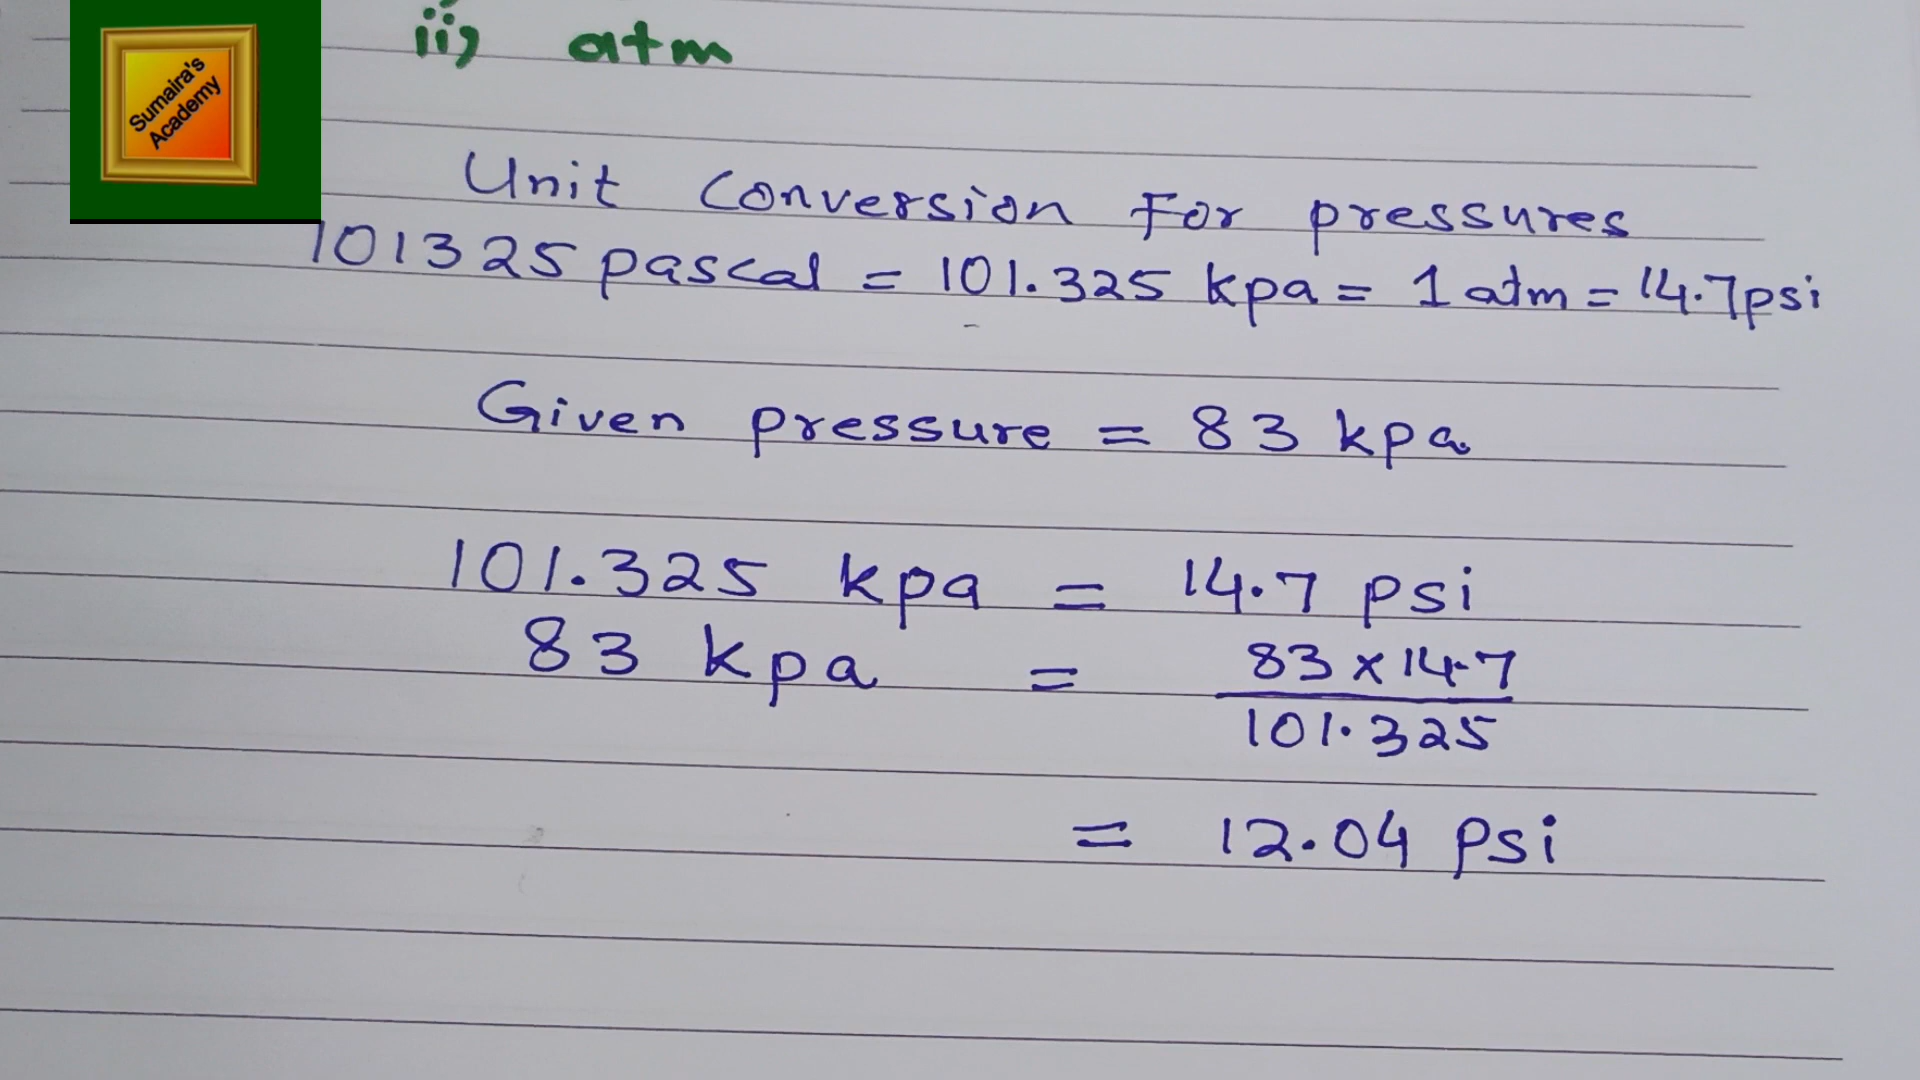 Sumaira's
Academy
ii) atm
Unit Conversion For pressures
101325 pascal = 101.325 kpa = 1 atm = 14.7psi
Given pressure = 83 kpa
101.325 kpa = 14.7 psi
83 kpa = 83 x 14.7
101.325
= 12.04 psi